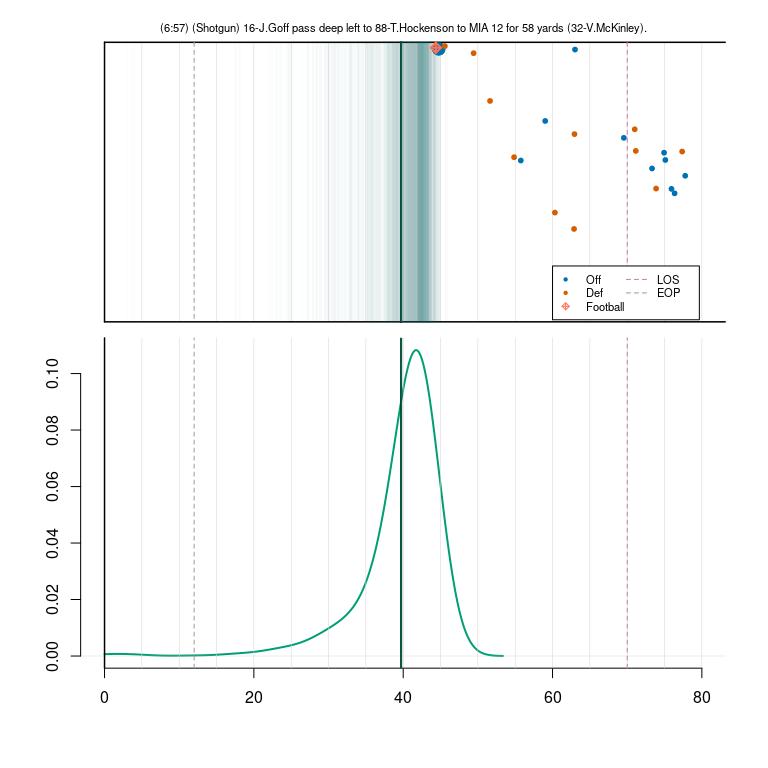 (6:57) (Shotgun) 16-J.Goff pass deep left to 88-T.Hockenson to MIA 12 for 58 yards (32-V.McKinley).
Off LOS
Def EOP
Football
0.10
0.08
0.06
0.04
0.02
0.00
0 20 40 60 80